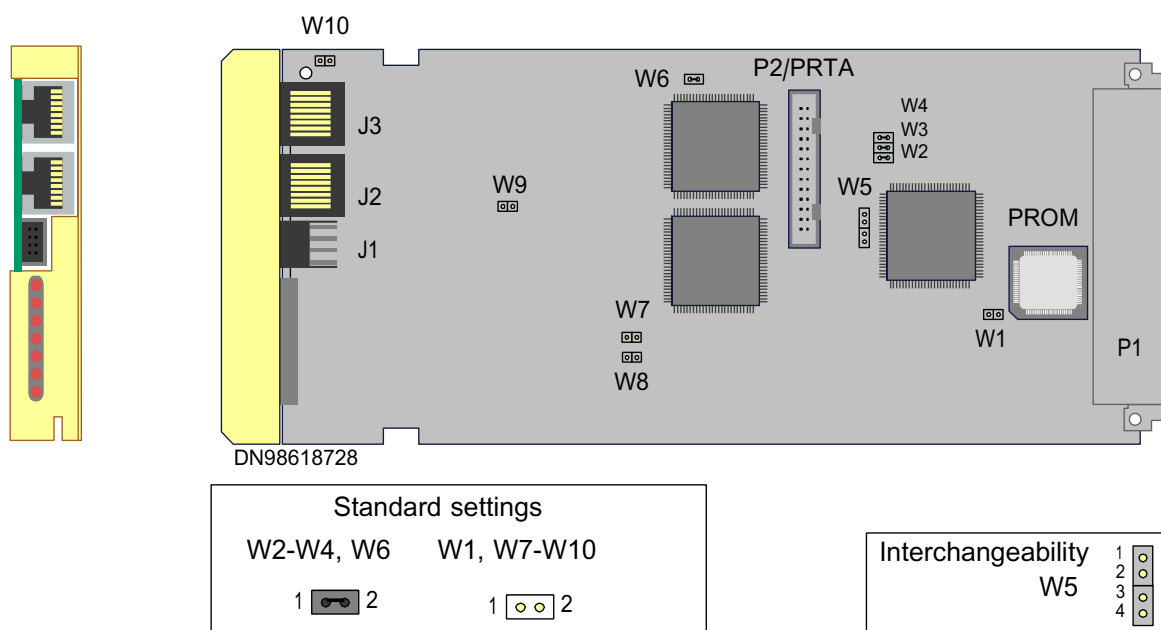 W10
W6
P2/PRTA
W4
W3
W2
J3
J2
J1
W9
W5
PROM
W7
W8
W1
P1
DN98618728
Standard settings
W2-W4, W6 W1, W7-W10
1 2 1 2
Interchangeability
W5
1
2
3
4